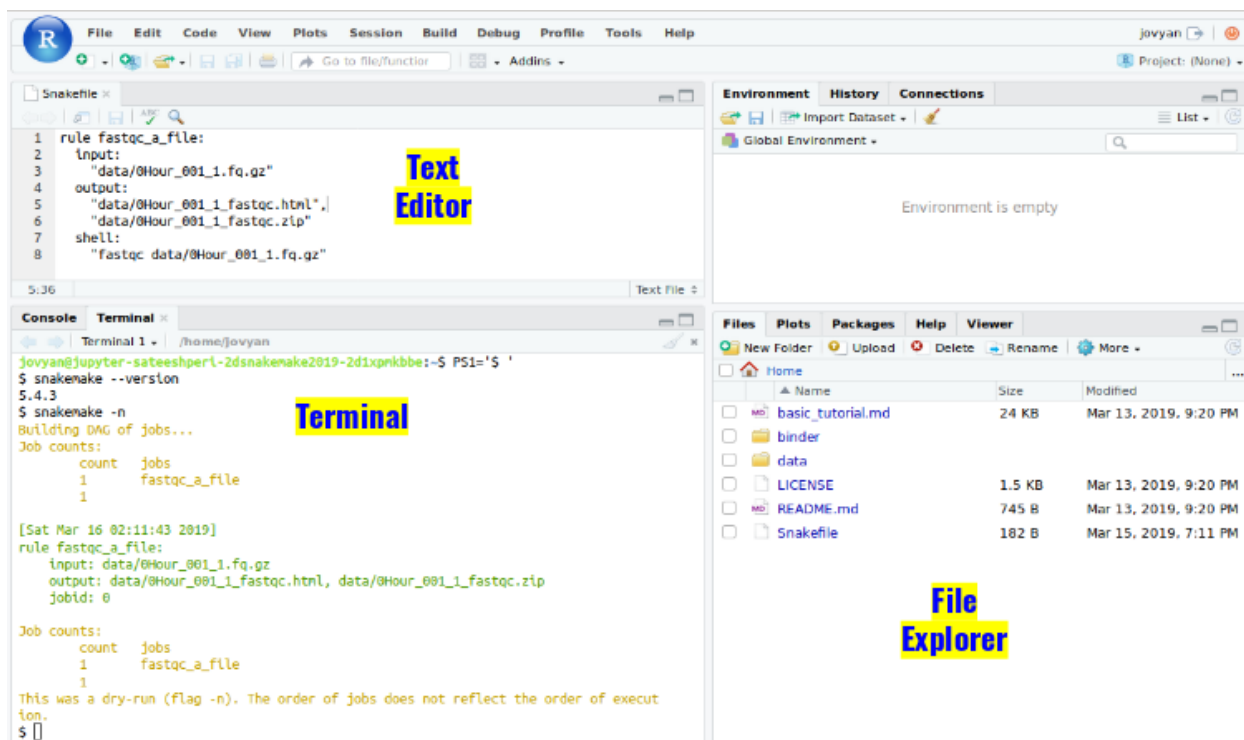 R File Edit Code View Plots Session Build Debug Profile Tools Help jovyan
Go to file/function Addins Project: (None)
Snakefile
ABC
1 rule fastqc_a_file:
2 input:
3 "data/0Hour_001_1.fq.gz"
4 output:
5 "data/0Hour_001_1_fastqc.html",
6 "data/0Hour_001_1_fastqc.zip"
7 shell:
8 "fastqc data/0Hour_001_1.fq.gz"
Text
Editor
5:36 Text File
Console Terminal
Terminal 1 /home/jovyan
jovyan@jupyter-sateeshperi-2dsnakemake2019-2d1xpmkbbe:~$ PS1='$ '
$ snakemake --version
5.4.3
$ snakemake -n
Building DAG of jobs...
Job counts:
count jobs
1 fastqc_a_file
1
[Sat Mar 16 02:11:43 2019]
rule fastqc_a_file:
input: data/0Hour_001_1.fq.gz
output: data/0Hour_001_1_fastqc.html, data/0Hour_001_1_fastqc.zip
jobid: 0
Job counts:
count jobs
1 fastqc_a_file
1
This was a dry-run (flag -n). The order of jobs does not reflect the order of execut
ion.
$
Terminal
Environment History Connections
Import Dataset List
Global Environment
Environment is empty
Files Plots Packages Help Viewer
New Folder Upload Delete Rename More
Home ...
Name Size Modified
MD basic_tutorial.md 24 KB Mar 13, 2019, 9:20 PM
binder
data
LICENSE 1.5 KB Mar 13, 2019, 9:20 PM
MD README.md 745 B Mar 13, 2019, 9:20 PM
Snakefile 182 B Mar 15, 2019, 7:11 PM
File
Explorer